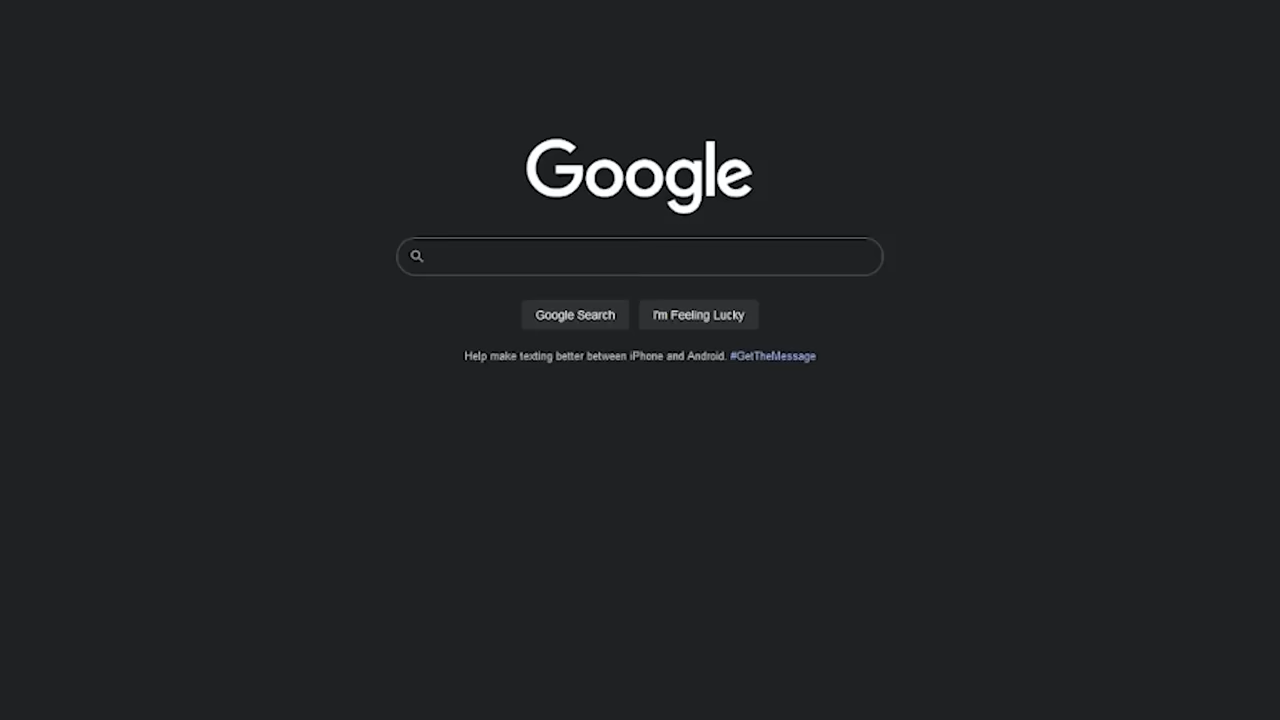 Google
Google Search
I'm Feeling Lucky
Help make texting better between iPhone and Android. #GetTheMessage